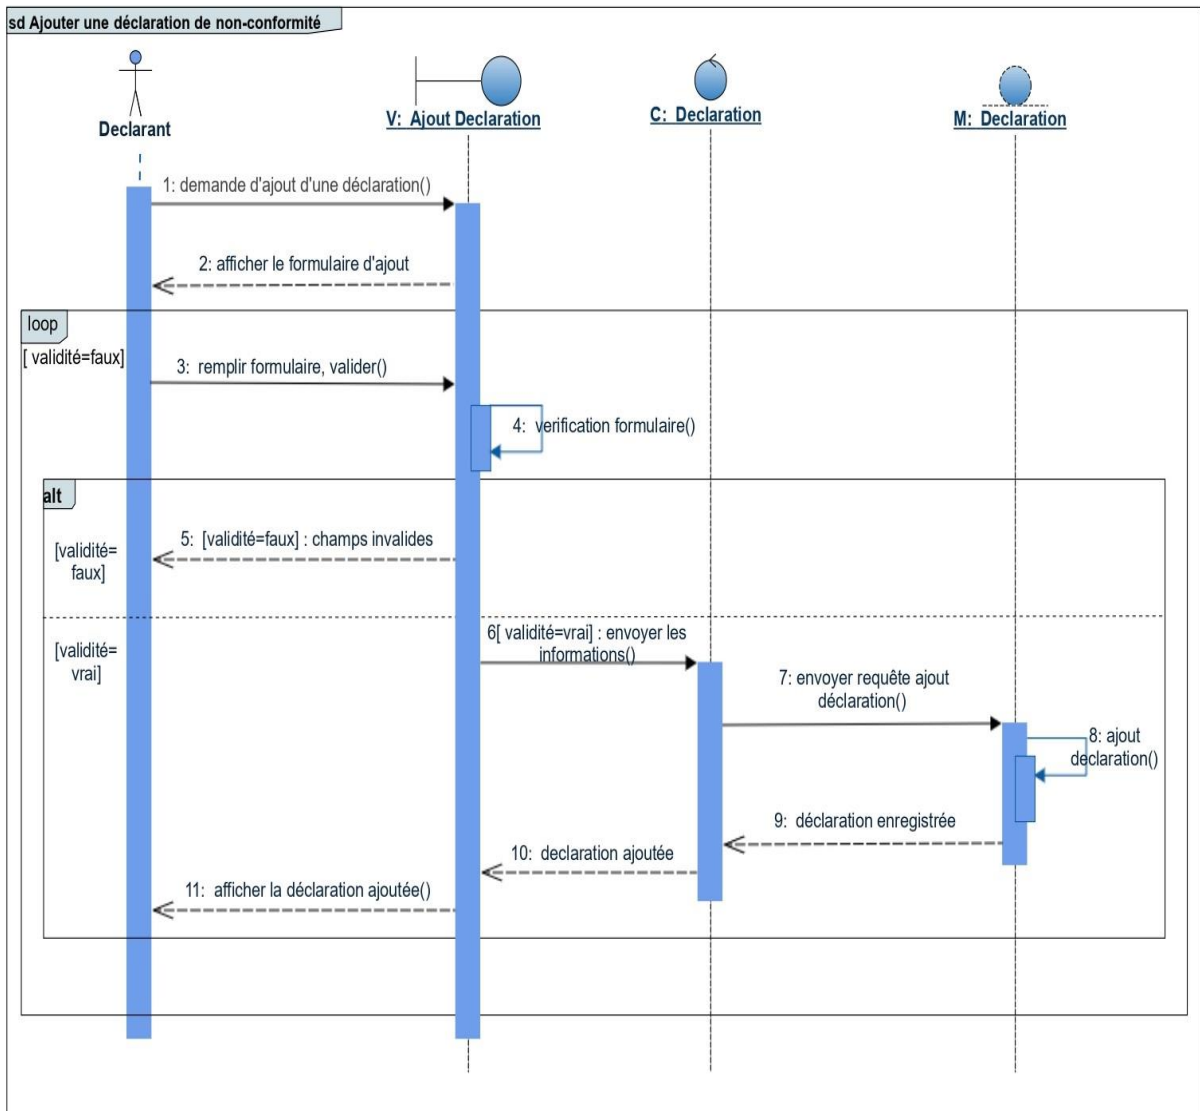 sd Ajouter une déclaration de non-conformité
Declarant
V: Ajout Declaration
C: Declaration
M: Declaration
1: demande d'ajout d'une déclaration()
2: afficher le formulaire d'ajout
loop
[ validité=faux]
3: remplir formulaire, valider()
4: verification formulaire()
alt
[validité=
faux]
5: [validité=faux] : champs invalides
[validité=
vrai]
6[ validité=vrai] : envoyer les
informations()
7: envoyer requête ajout
déclaration()
8: ajout
declaration()
9: déclaration enregistrée
10: declaration ajoutée
11: afficher la déclaration ajoutée()